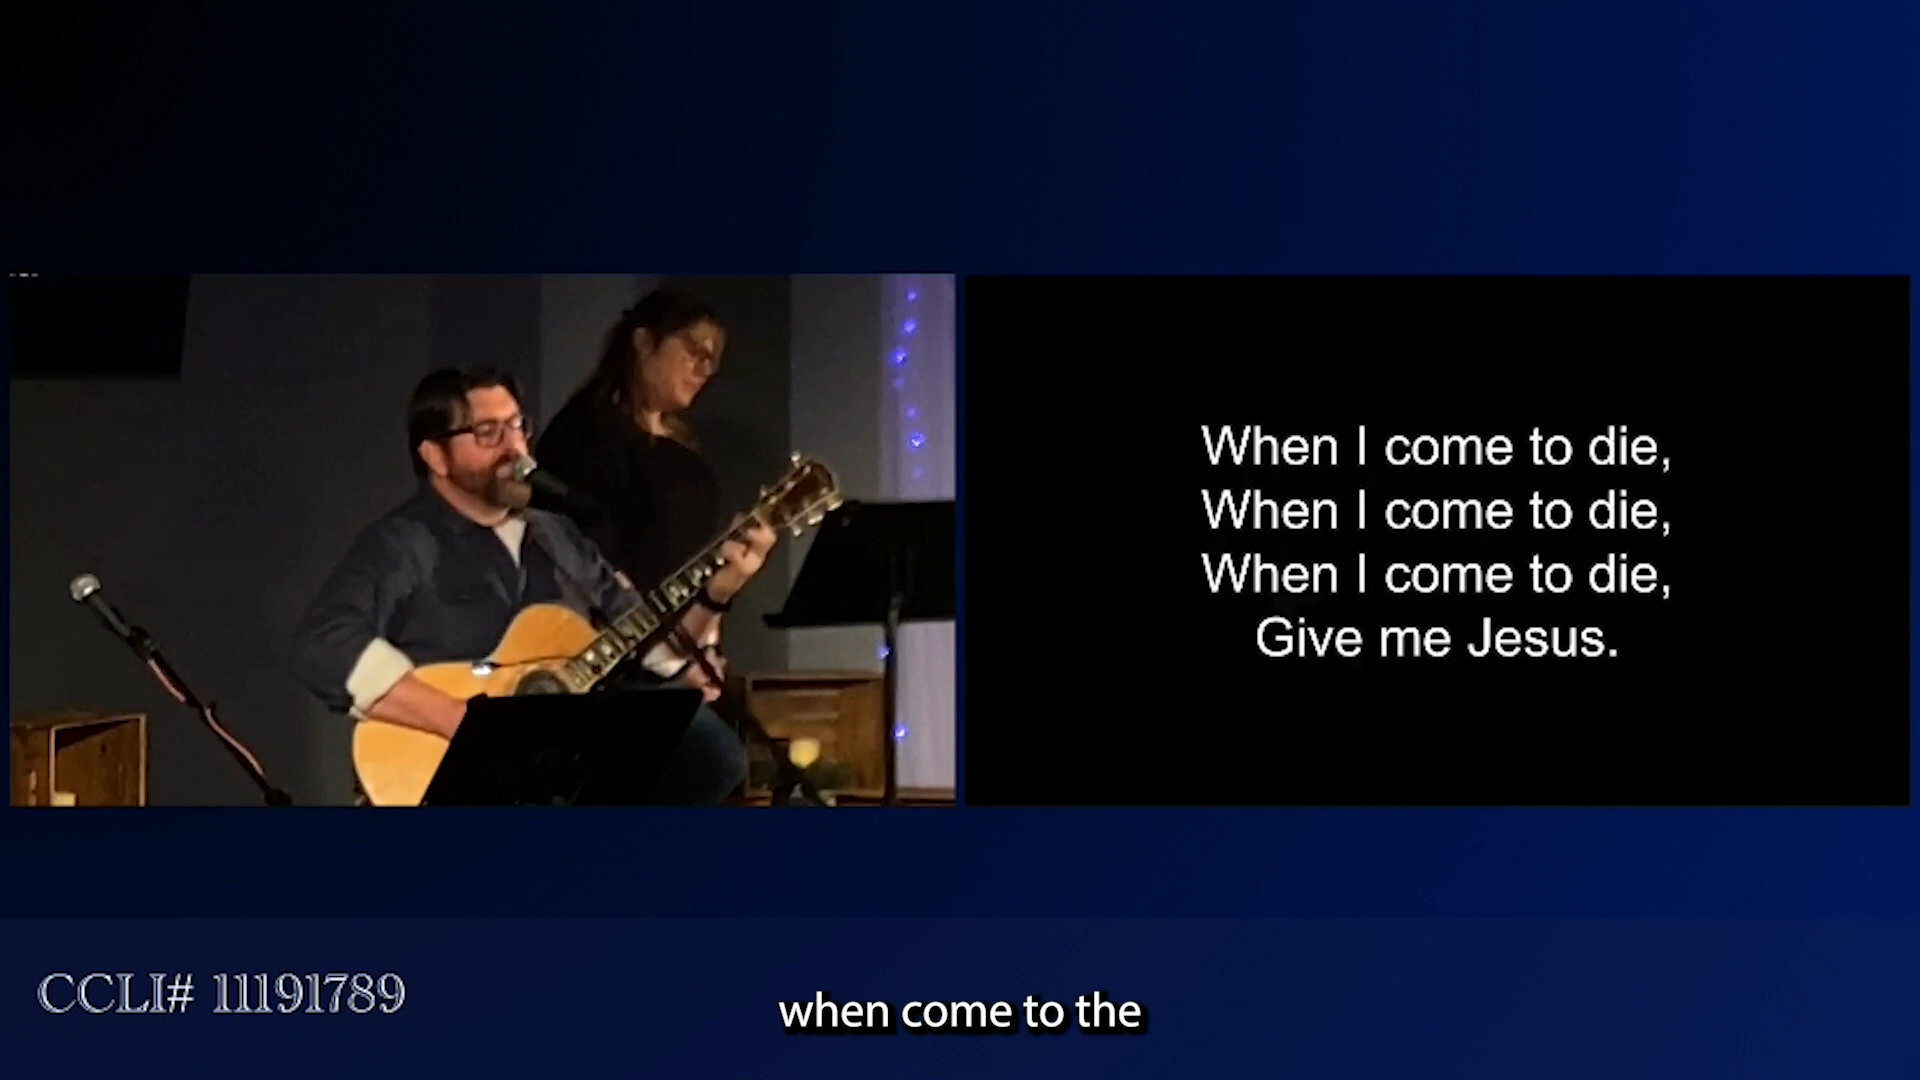 When I come to die,
When I come to die,
When I come to die,
Give me Jesus.
CCLI# 11191789
when come to the